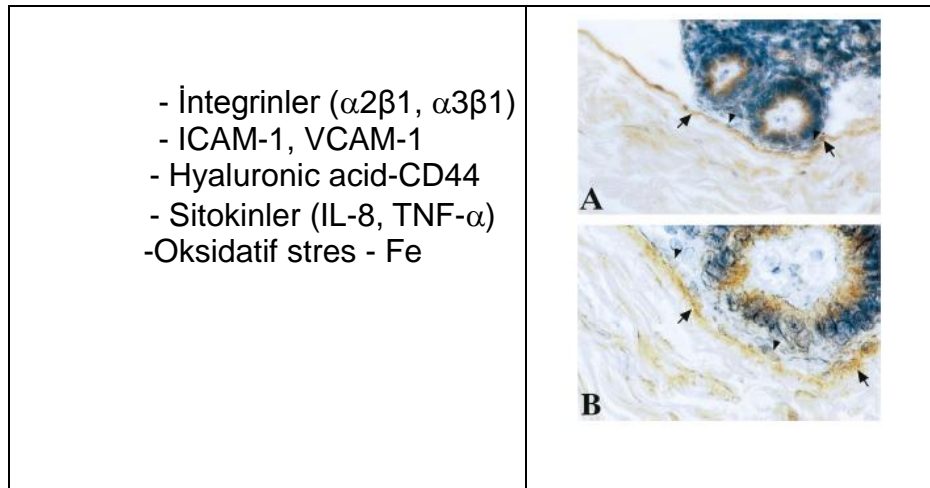 - İntegrinler (α2β1, α3β1)
- ICAM-1, VCAM-1
- Hyaluronic acid-CD44
- Sitokinler (IL-8, TNF-α)
-Oksidatif stres - Fe
A
B